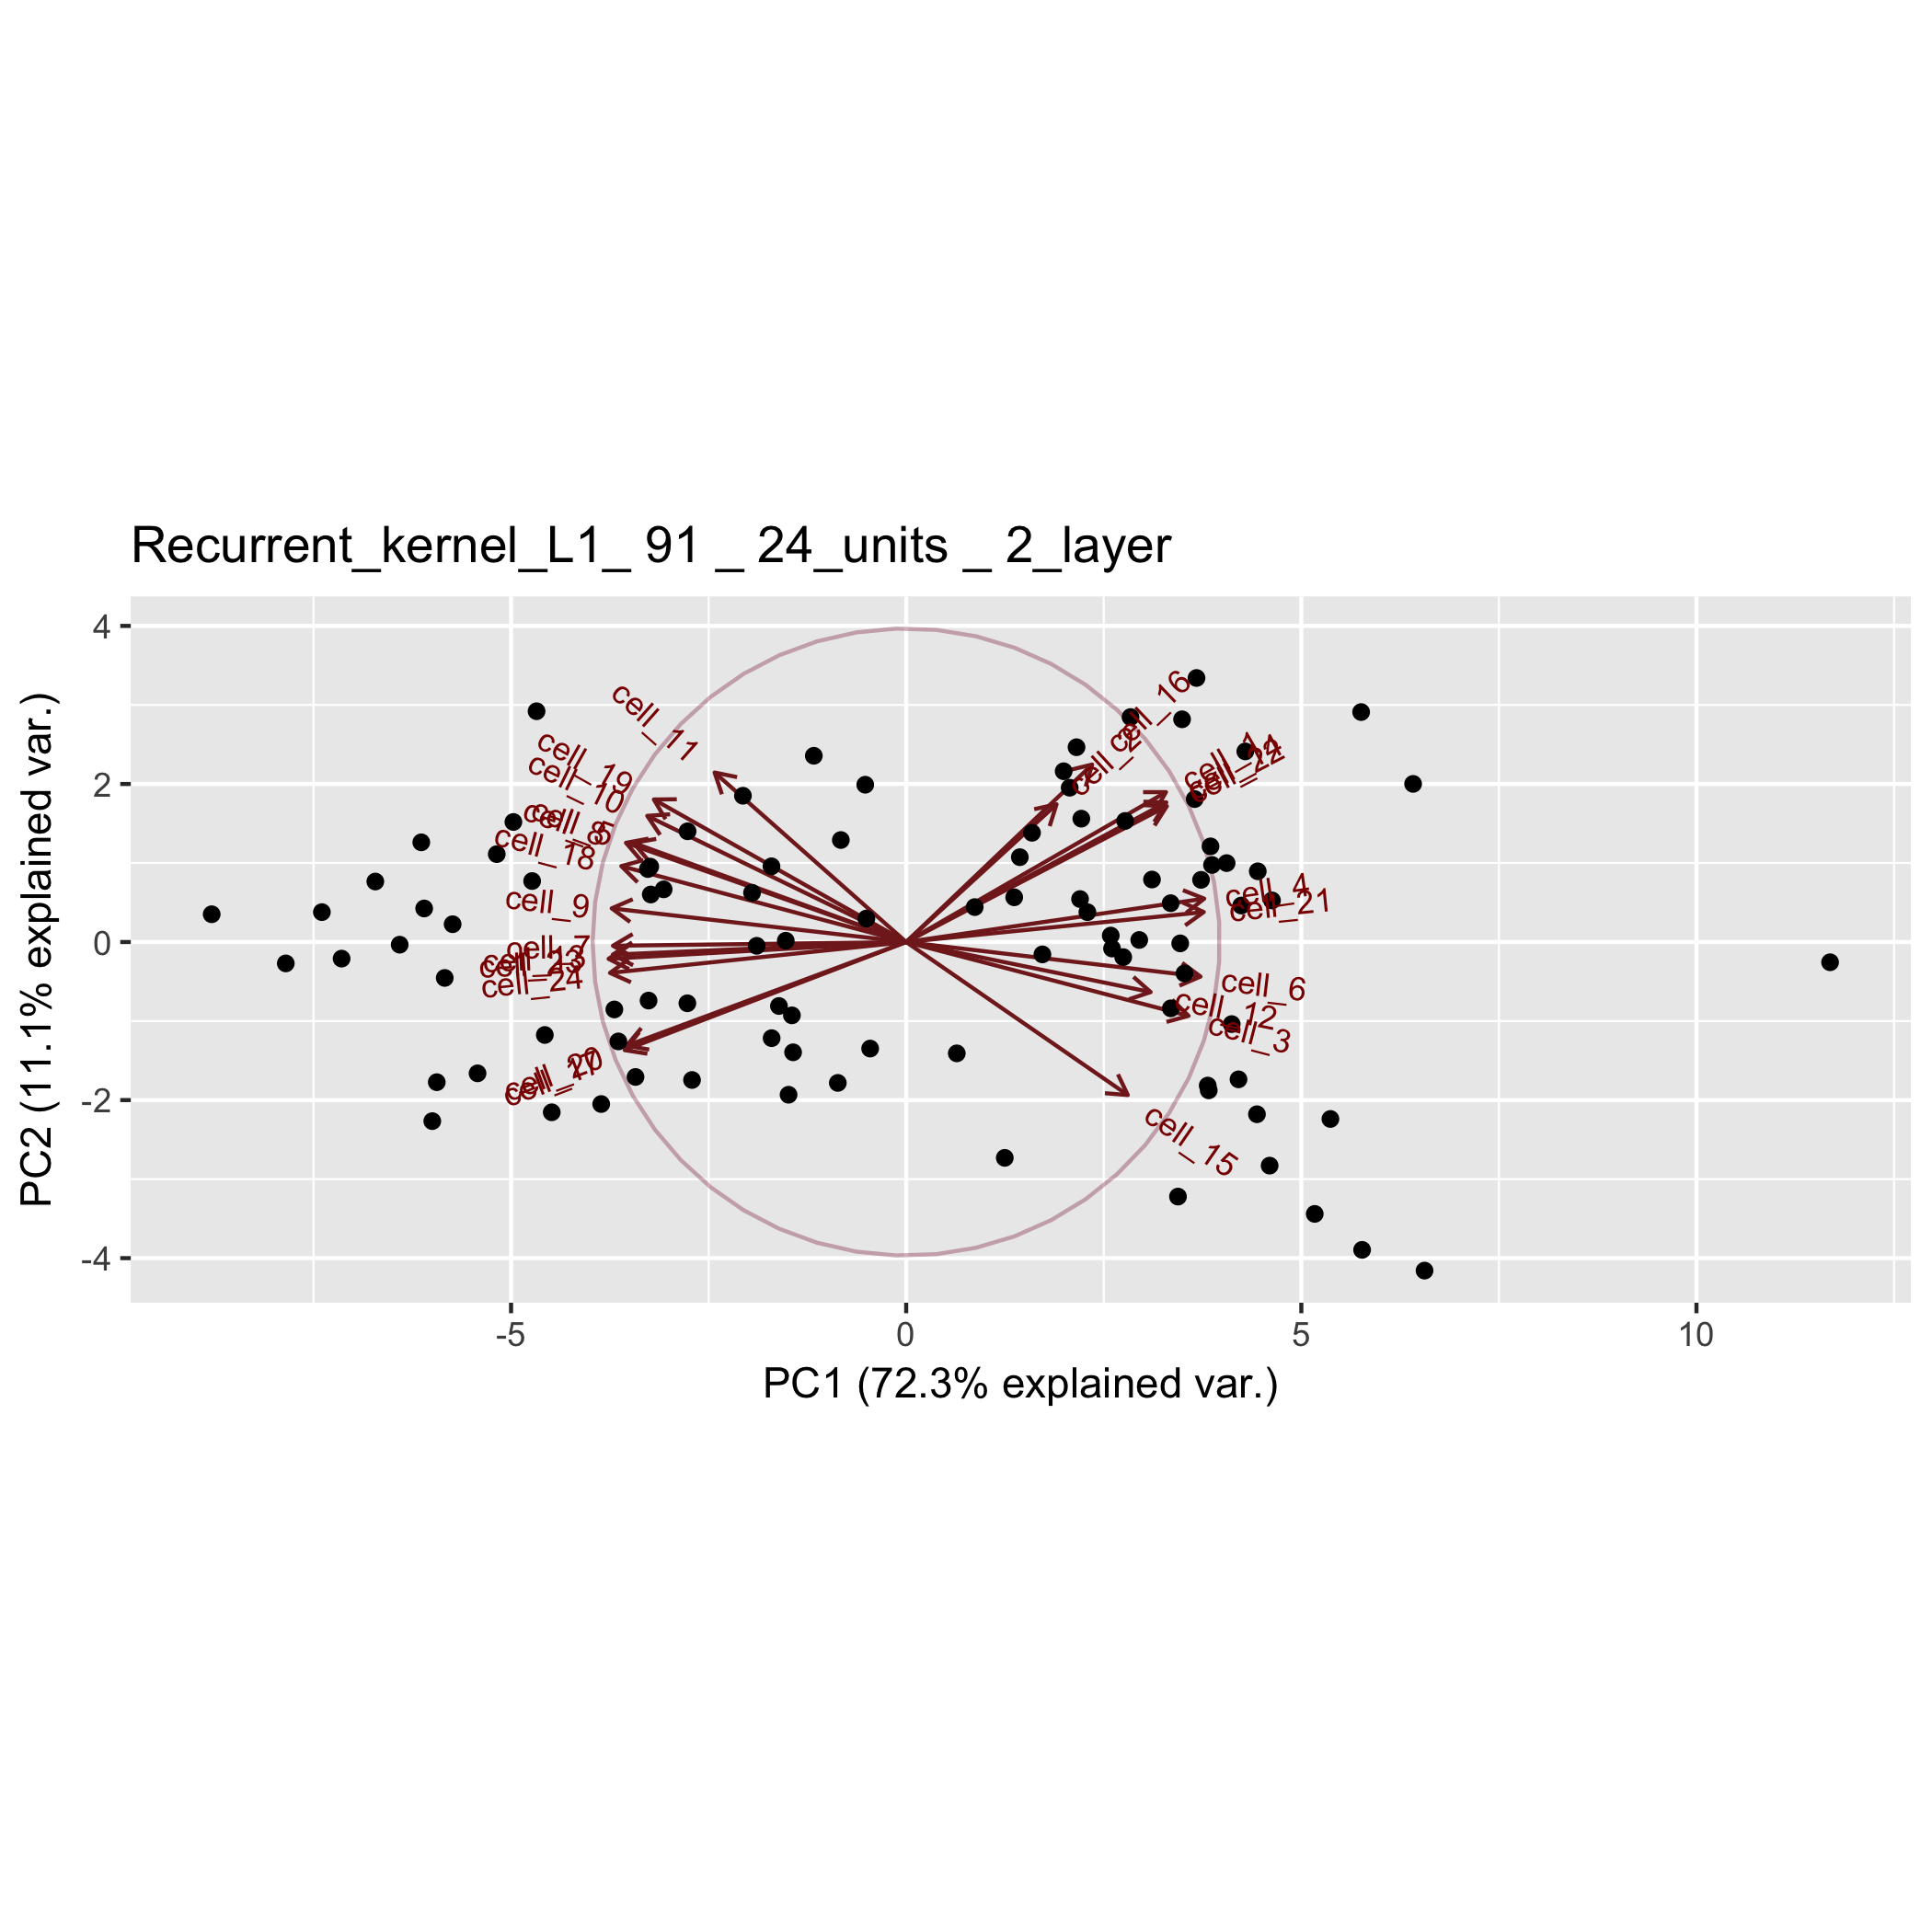 Recurrent_kernel_L1_ 91 _ 24_units _ 2_layer
PC2 (11.1% explained var.)
4
2
0
-2
-4
cell_11
cell_16
cell_19
cell_10
cell_2
cell_18
cell_9
cell_4
cell_21
cell_7
cell_24
cell_6
cell_12
cell_3
cell_15
-5
0
5
10
PC1 (72.3% explained var.)